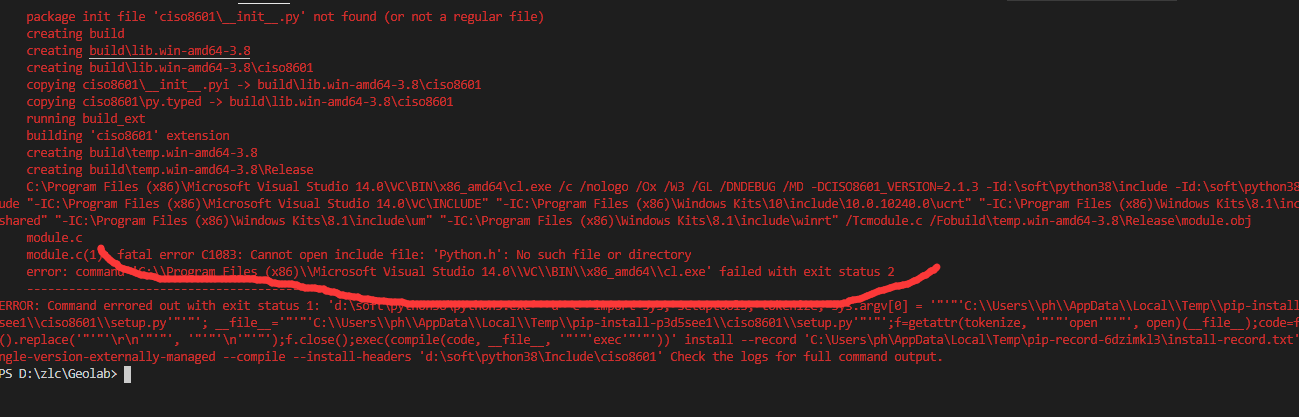 package init file 'ciso8601\__init__.py' not found (or not a regular file)
creating build
creating build\lib.win-amd64-3.8
creating build\lib.win-amd64-3.8\ciso8601
copying ciso8601\__init__.pyi -> build\lib.win-amd64-3.8\ciso8601
copying ciso8601\py.typed -> build\lib.win-amd64-3.8\ciso8601
running build_ext
building 'ciso8601' extension
creating build\temp.win-amd64-3.8
creating build\temp.win-amd64-3.8\Release
C:\Program Files (x86)\Microsoft Visual Studio 14.0\VC\BIN\x86_amd64\cl.exe /c /nologo /Ox /W3 /GL /DNDEBUG /MD -DCISO8601_VERSION=2.1.3 -Id:\soft\python38\include -Id:\soft\python38
ude "-IC:\Program Files (x86)\Microsoft Visual Studio 14.0\VC\INCLUDE" "-IC:\Program Files (x86)\Windows Kits\10\include\10.0.10240.0\ucrt" "-IC:\Program Files (x86)\Windows Kits\8.1\inc
shared" "-IC:\Program Files (x86)\Windows Kits\8.1\include\um" "-IC:\Program Files (x86)\Windows Kits\8.1\include\winrt" /Tcmodule.c /Fobuild\temp.win-amd64-3.8\Release\module.obj
module.c
module.c(1) fatal error C1083: Cannot open include file: 'Python.h': No such file or directory
error: command 'C:\\Program Files (x86)\\Microsoft Visual Studio 14.0\\VC\\BIN\\x86_amd64\\cl.exe' failed with exit status 2
----------------------------------------
ERROR: Command errored out with exit status 1: 'd:\soft\python38\python.exe' -u -c 'import sys, setuptools, tokenize; sys.argv[0] = '"'"'C:\\Users\\ph\\AppData\\Local\\Temp\\pip-install
5ee1\\ciso8601\\setup.py'"'"'; __file__='"'"'C:\\Users\\ph\\AppData\\Local\\Temp\\pip-install-p3d5see1\\ciso8601\\setup.py'"'"';f=getattr(tokenize, '"'"'open'"'"', open)(__file__);code=f
().replace('"'"'\r\n'"'"', '"'"'\n'"'"');f.close();exec(compile(code, __file__, '"'"'exec'"'"'))' install --record 'C:\Users\ph\AppData\Local\Temp\pip-record-6dzimkl3\install-record.txt'
ngle-version-externally-managed --compile --install-headers 'd:\soft\python38\Include\ciso8601' Check the logs for full command output.
PS D:\zlc\Geolab>